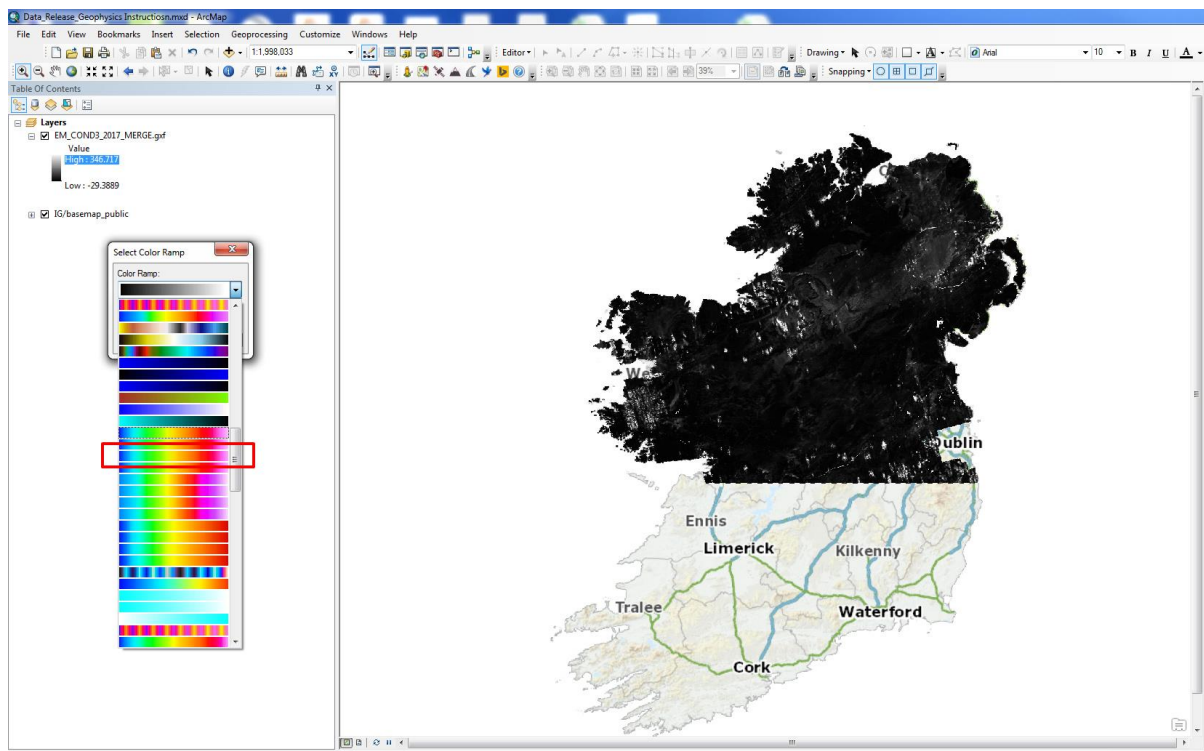 Data_Release_Geophysics Instructiosn.mxd - ArcMap
File Edit View Bookmarks Insert Selection Geoprocessing Customize Windows Help
1:1,998,033
Editor
Drawing
Arial
10
B I U A
39%
Snapping
Table Of Contents
Layers
EM_COND3_2017_MERGE.gxf
Value
High : 346.717
Low : -29.3889
IG/basemap_public
Select Color Ramp
Color Ramp:
We
Dublin
Ennis
Limerick
Kilkenny
Tralee
Waterford
Cork